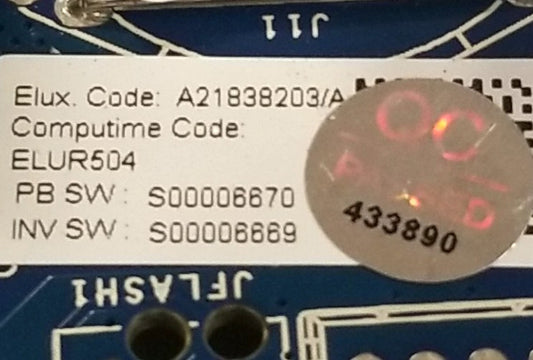 J11
Elux. Code: A21838203/A
Computime Code:
ELUR504
PB SW: S00006670
INV SW: S00006669
QC
PASSED
433890
JFLASH1